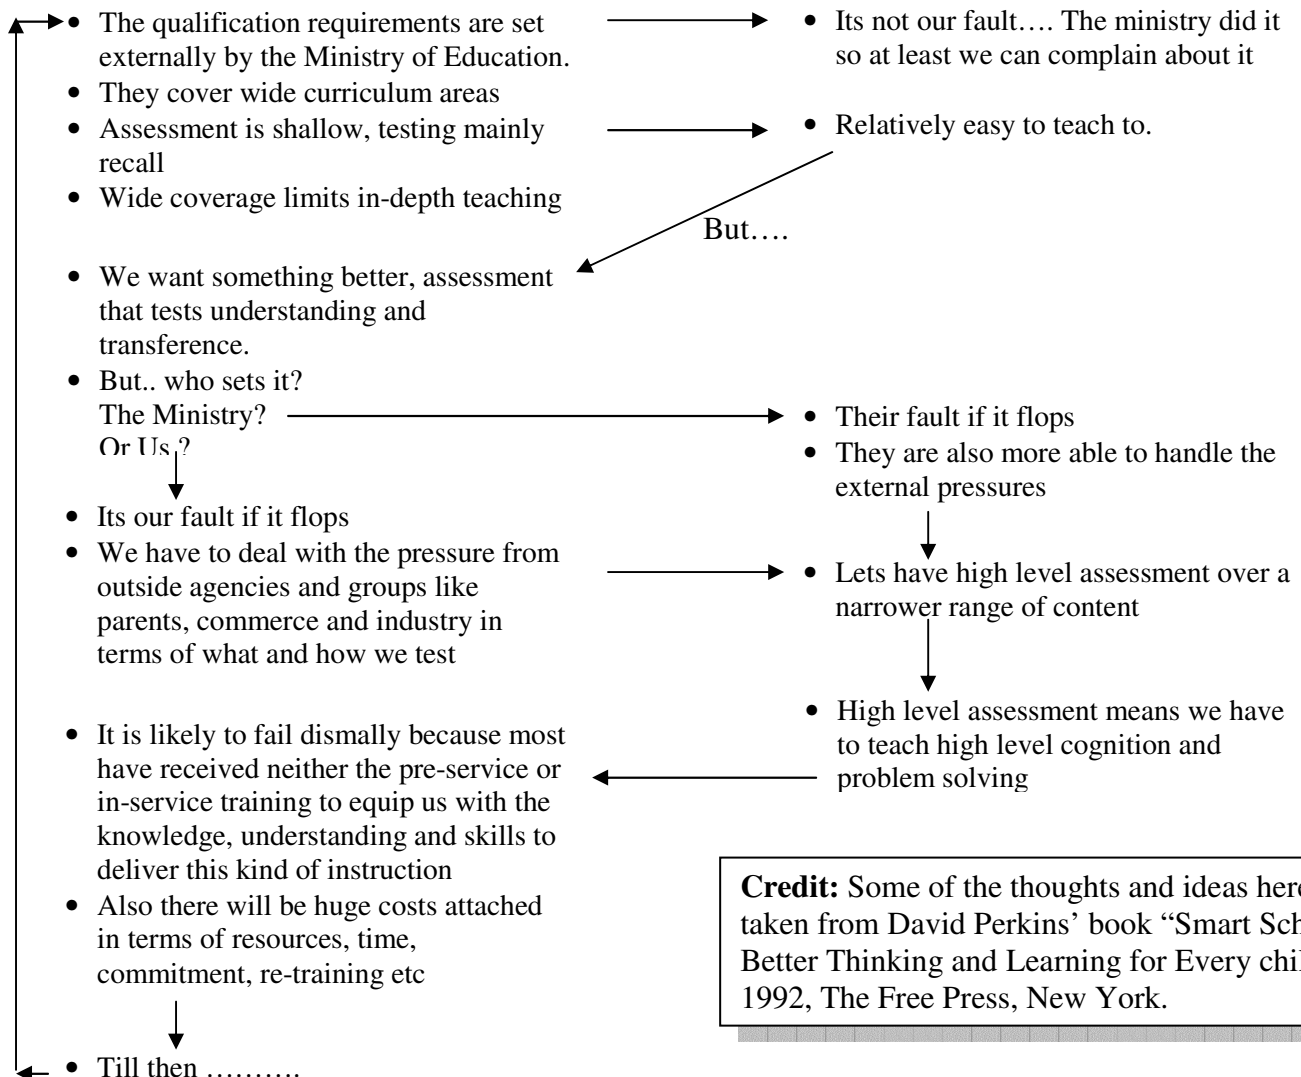 • The qualification requirements are set
externally by the Ministry of Education.
• They cover wide curriculum areas
• Assessment is shallow, testing mainly
recall
• Wide coverage limits in-depth teaching
• Its not our fault…. The ministry did it
so at least we can complain about it
• Relatively easy to teach to.
But….
• We want something better, assessment
that tests understanding and
transference.
• But.. who sets it?
The Ministry?
Or Us ?
• Their fault if it flops
• They are also more able to handle the
external pressures
• Its our fault if it flops
• We have to deal with the pressure from
outside agencies and groups like
parents, commerce and industry in
terms of what and how we test
• Lets have high level assessment over a
narrower range of content
• High level assessment means we have
to teach high level cognition and
problem solving
• It is likely to fail dismally because most
have received neither the pre-service or
in-service training to equip us with the
knowledge, understanding and skills to
deliver this kind of instruction
• Also there will be huge costs attached
in terms of resources, time,
commitment, re-training etc
• Till then ……….
Credit: Some of the thoughts and ideas here
taken from David Perkins’ book “Smart Sch
Better Thinking and Learning for Every chil
1992, The Free Press, New York.